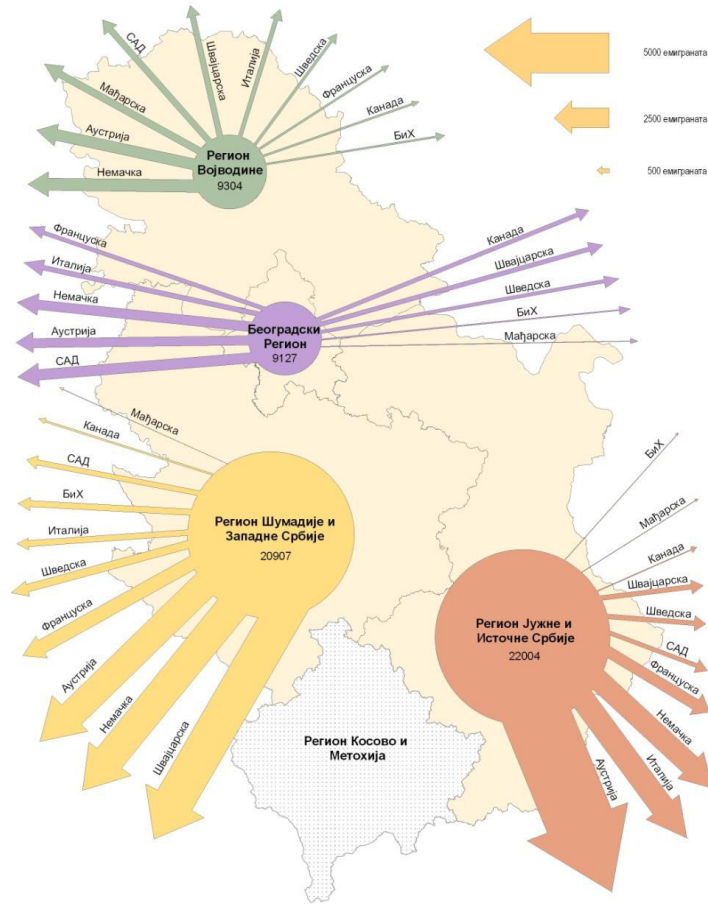 САД
Швајцарска
Италија
Шведска
Француска
Канада
БиХ
Мађарска
Аустрија
Немачка
Регион
Војводине
9304
5000 емиграната
2500 емиграната
500 емиграната
Француска
Италија
Немачка
Аустрија
САД
Београдски
Регион
9127
Канада
Швајцарска
Шведска
БиХ
Мађарска
Мађарска
Канада
САД
БиХ
Италија
Шведска
Француска
Аустрија
Немачка
Швајцарска
Регион Шумадије и
Западне Србије
20907
БиХ
Мађарска
Канада
Швајцарска
Шведска
САД
Француска
Немачка
Италија
Аустрија
Регион Јужне и
Источне Србије
22004
Регион Косово и
Метохија